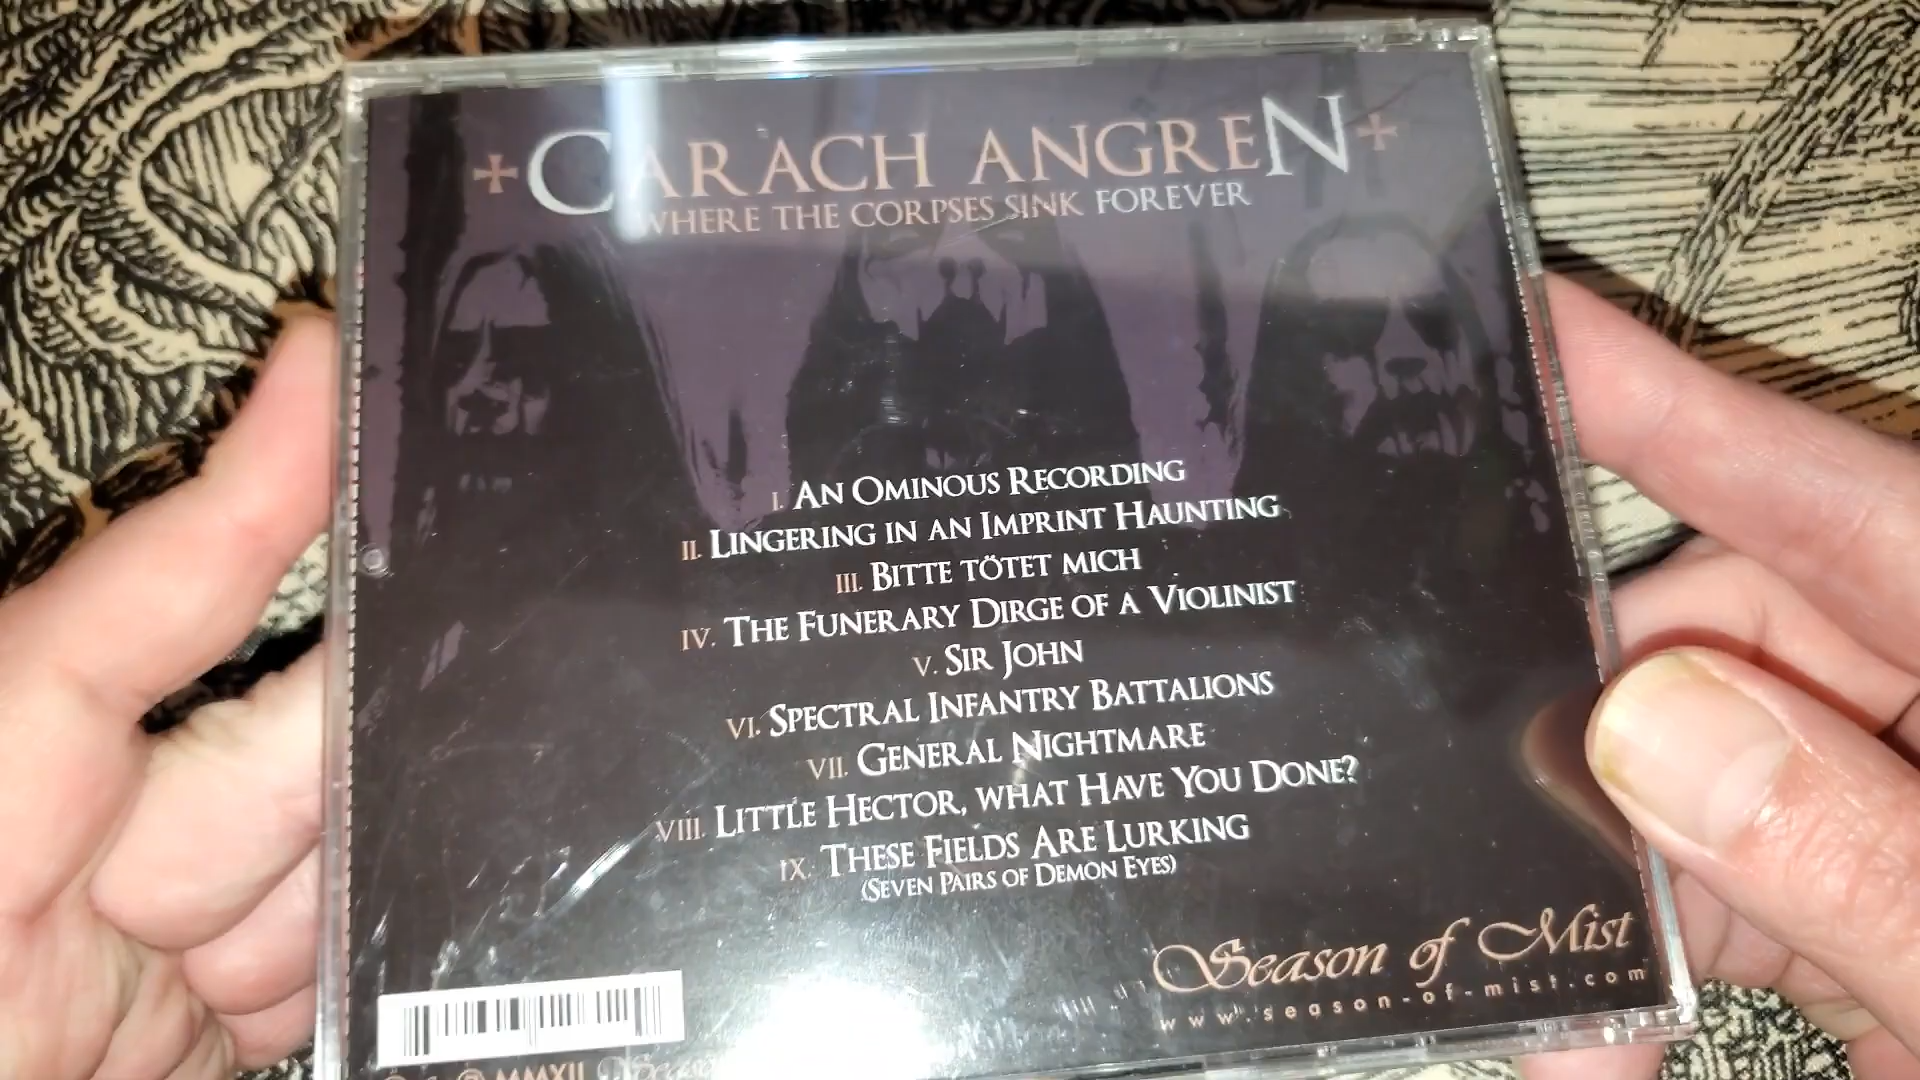 CARACH ANGREN
WHERE THE CORPSES SINK FOREVER
I. AN OMINOUS RECORDING
II. LINGERING IN AN IMPRINT HAUNTING
III. BITTE TÖTET MICH
IV. THE FUNERARY DIRGE OF A VIOLINIST
V. SIR JOHN
VI. SPECTRAL INFANTRY BATTALIONS
VII. GENERAL NIGHTMARE
VIII. LITTLE HECTOR, WHAT HAVE YOU DONE?
IX. THESE FIELDS ARE LURKING
(SEVEN PAIRS OF DEMON EYES)
Season of Mist
www.season-of-mist.com
MMXII